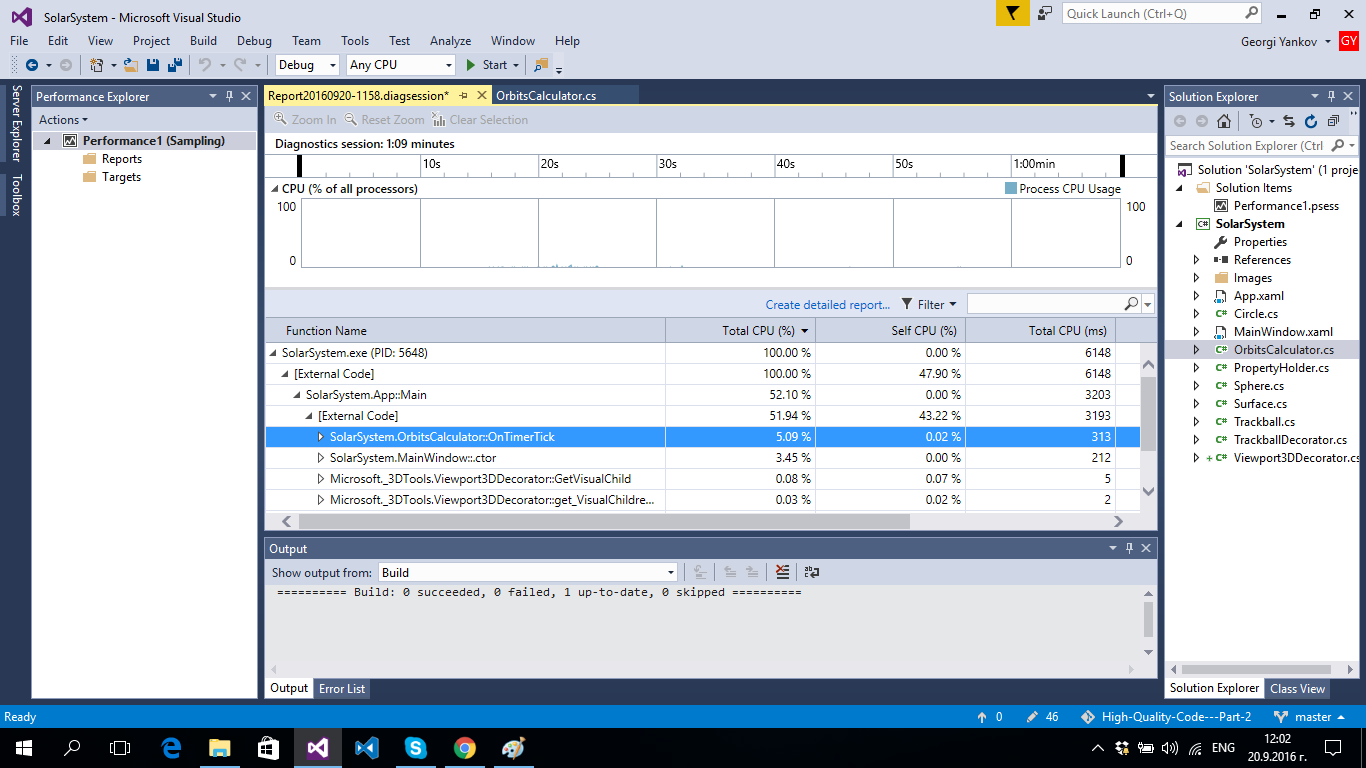 SolarSystem - Microsoft Visual Studio
Quick Launch (Ctrl+Q)
File Edit View Project Build Debug Team Tools Test Analyze Window Help
Georgi Yankov GY
Debug Any CPU Start
Server Explorer
Toolbox
Performance Explorer
Actions
Performance1 (Sampling)
Reports
Targets
Report20160920-1158.diagsession* OrbitsCalculator.cs
Zoom In Reset Zoom Clear Selection
Diagnostics session: 1:09 minutes
10s 20s 30s 40s 50s 1:00min
CPU (% of all processors) Process CPU Usage
100 100
0 0
Create detailed report... Filter
Function Name Total CPU (%) Self CPU (%) Total CPU (ms)
SolarSystem.exe (PID: 5648) 100.00 % 0.00 % 6148
[External Code] 100.00 % 47.90 % 6148
SolarSystem.App::Main 52.10 % 0.00 % 3203
[External Code] 51.94 % 43.22 % 3193
SolarSystem.OrbitsCalculator::OnTimerTick 5.09 % 0.02 % 313
SolarSystem.MainWindow::.ctor 3.45 % 0.00 % 212
Microsoft._3DTools.Viewport3DDecorator::GetVisualChild 0.08 % 0.07 % 5
Microsoft._3DTools.Viewport3DDecorator::get_VisualChildre... 0.03 % 0.02 % 2
Output
Show output from: Build
========== Build: 0 succeeded, 0 failed, 1 up-to-date, 0 skipped ==========
Output Error List
Solution Explorer
Search Solution Explorer (Ctrl
Solution 'SolarSystem' (1 proje
Solution Items
Performance1.psess
C# SolarSystem
Properties
References
Images
App.xaml
C# Circle.cs
MainWindow.xaml
C# OrbitsCalculator.cs
C# PropertyHolder.cs
C# Sphere.cs
C# Surface.cs
C# Trackball.cs
C# TrackballDecorator.cs
+ C# Viewport3DDecorator.cs
Solution Explorer Class View
Ready 0 46 High-Quality-Code---Part-2 master
ENG 12:02
20.9.2016 г.